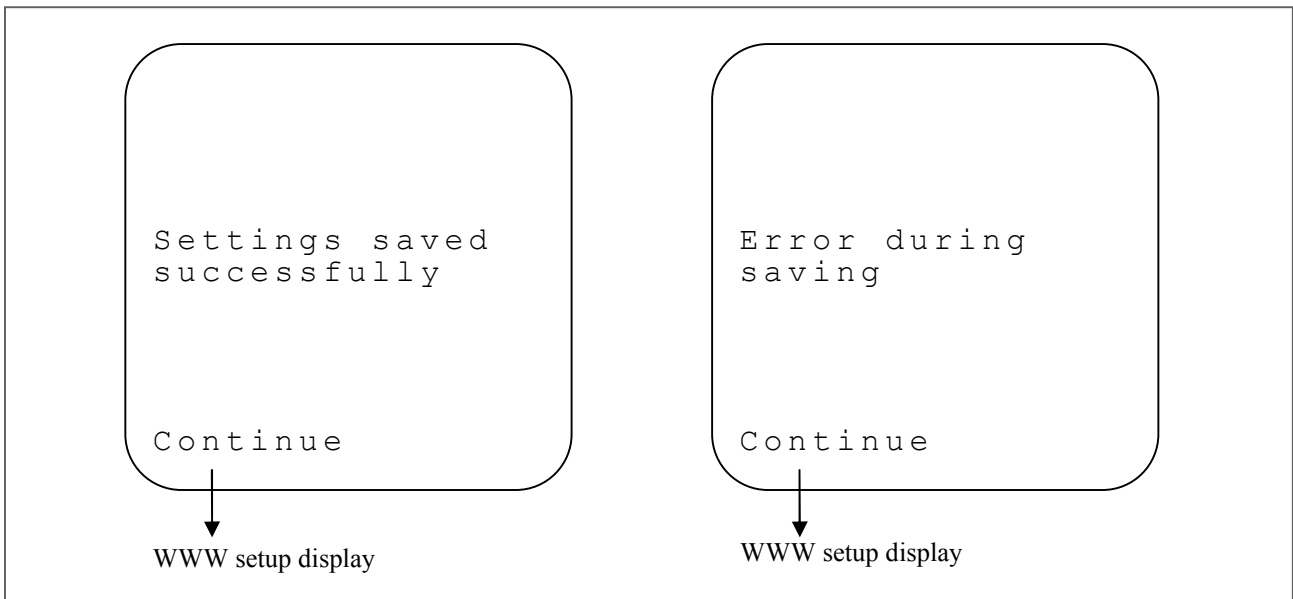 Settings saved
successfully
Continue
WWW setup display
Error during
saving
Continue
WWW setup display